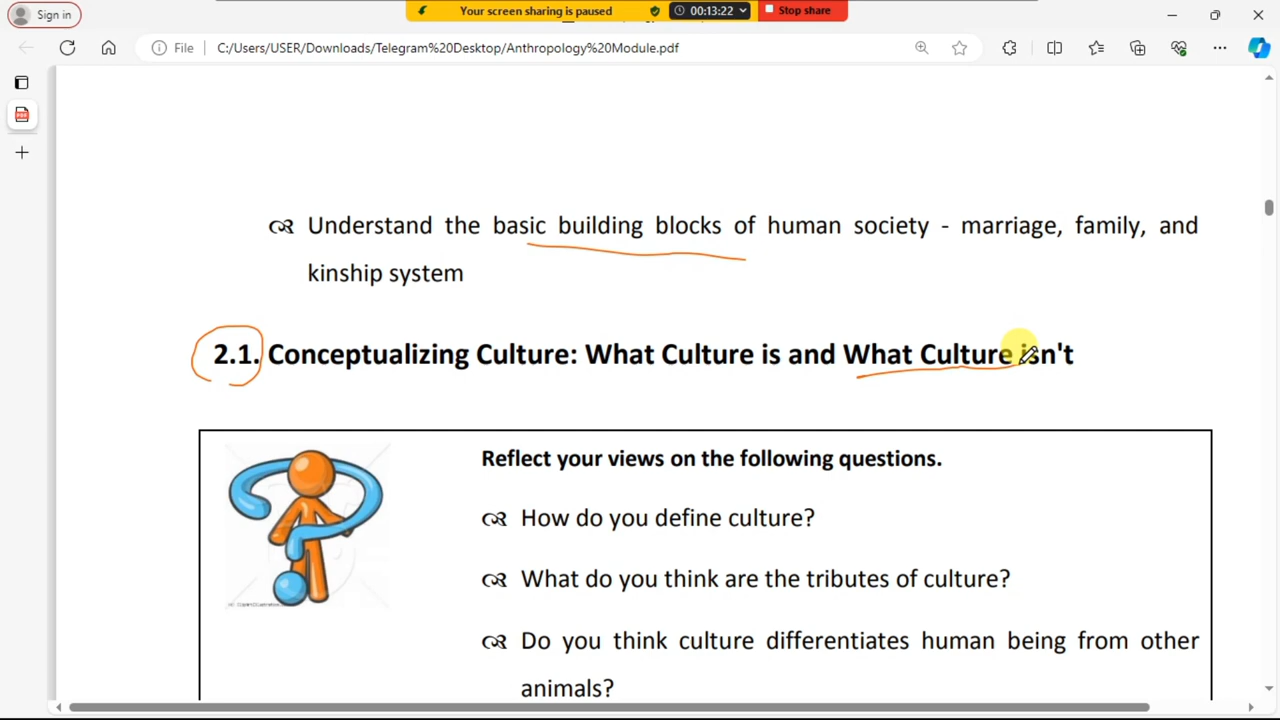 Sign in
Your screen sharing is paused
00:13:22
Stop share
File
C:/Users/USER/Downloads/Telegram%20Desktop/Anthropology%20Module.pdf
Understand the basic building blocks of human society - marriage, family, and
kinship system
2.1. Conceptualizing Culture: What Culture is and What Culture isn't
Reflect your views on the following questions.
How do you define culture?
What do you think are the tributes of culture?
Do you think culture differentiates human being from other
animals?